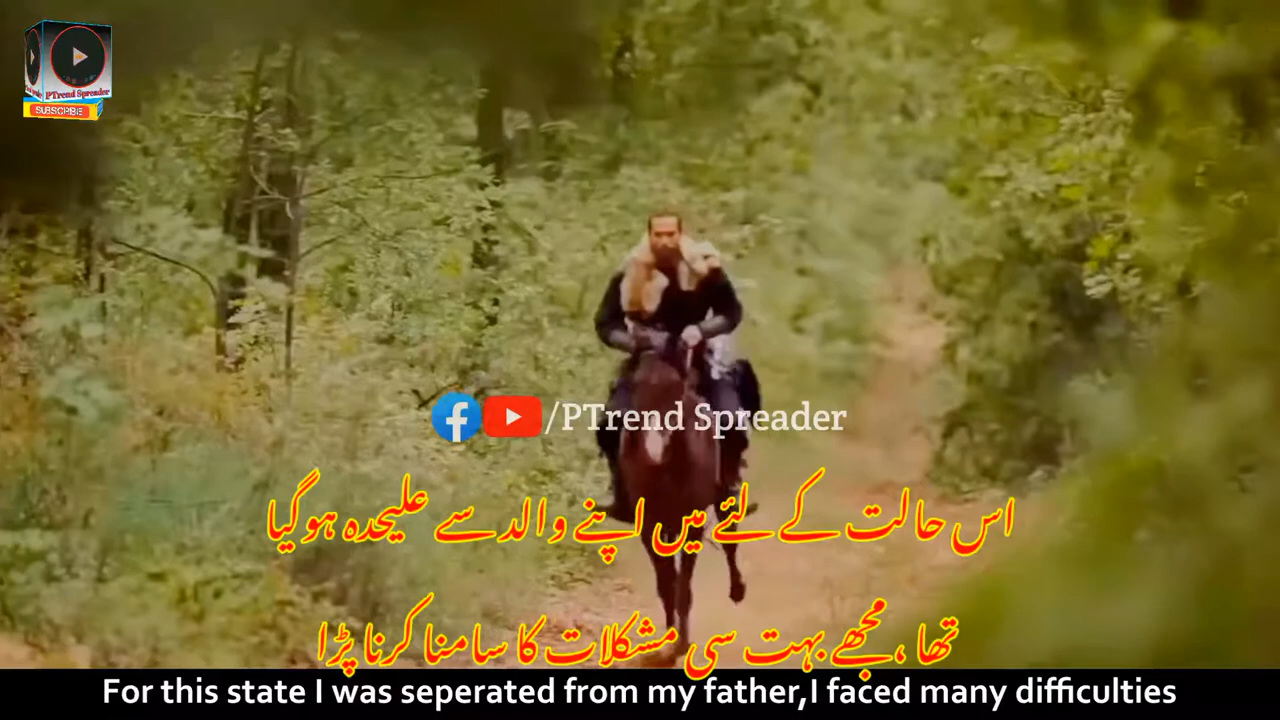 PTrend Spreader
SUBSCRIBE
/PTrend Spreader
اس حالت کے لئے میں اپنے والد سے علیحدہ ہوگیا
تھا ،مجھے بہت سی مشکلات کا سامنا کرنا پڑا
For this state I was seperated from my father,I faced many difficulties